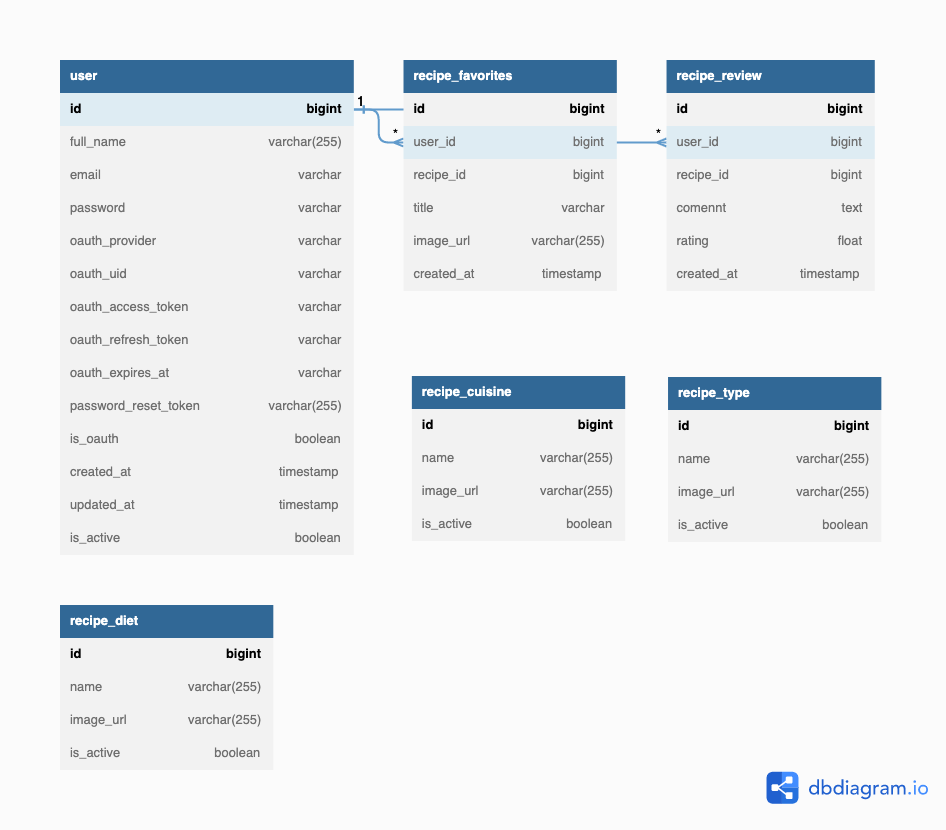 user
id bigint
full_name varchar(255)
email varchar
password varchar
oauth_provider varchar
oauth_uid varchar
oauth_access_token varchar
oauth_refresh_token varchar
oauth_expires_at varchar
password_reset_token varchar(255)
is_oauth boolean
created_at timestamp
updated_at timestamp
is_active boolean
1
*
recipe_favorites
id bigint
user_id bigint
recipe_id bigint
title varchar
image_url varchar(255)
created_at timestamp
*
recipe_review
id bigint
user_id bigint
recipe_id bigint
comennt text
rating float
created_at timestamp
recipe_cuisine
id bigint
name varchar(255)
image_url varchar(255)
is_active boolean
recipe_type
id bigint
name varchar(255)
image_url varchar(255)
is_active boolean
recipe_diet
id bigint
name varchar(255)
image_url varchar(255)
is_active boolean
dbdiagram.io